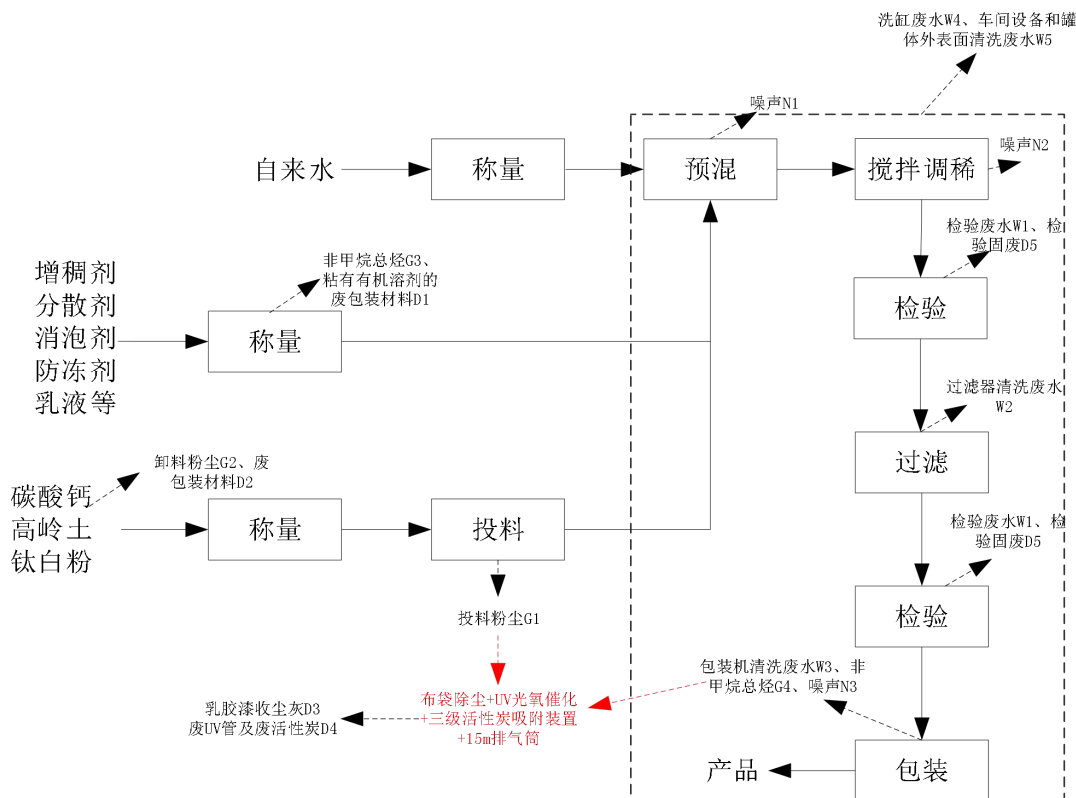 洗缸废水W4、车间设备和罐
体外表面清洗废水W5
噪声N1
自来水
称量
预混
搅拌调稀
噪声N2
检验废水W1、检
验固废D5
增稠剂
分散剂
消泡剂
防冻剂
乳液等
非甲烷总烃G3、
粘有有机溶剂的
废包装材料D1
称量
检验
过滤器清洗废水
W2
过滤
卸料粉尘G2、废
包装材料D2
碳酸钙
高岭土
钛白粉
称量
投料
检验废水W1、检
验固废D5
检验
投料粉尘G1
包装机清洗废水W3、非
甲烷总烃G4、噪声N3
布袋除尘+UV光氧催化
+三级活性炭吸附装置
+15m排气筒
乳胶漆收尘灰D3
废UV管及废活性炭D4
产品
包装